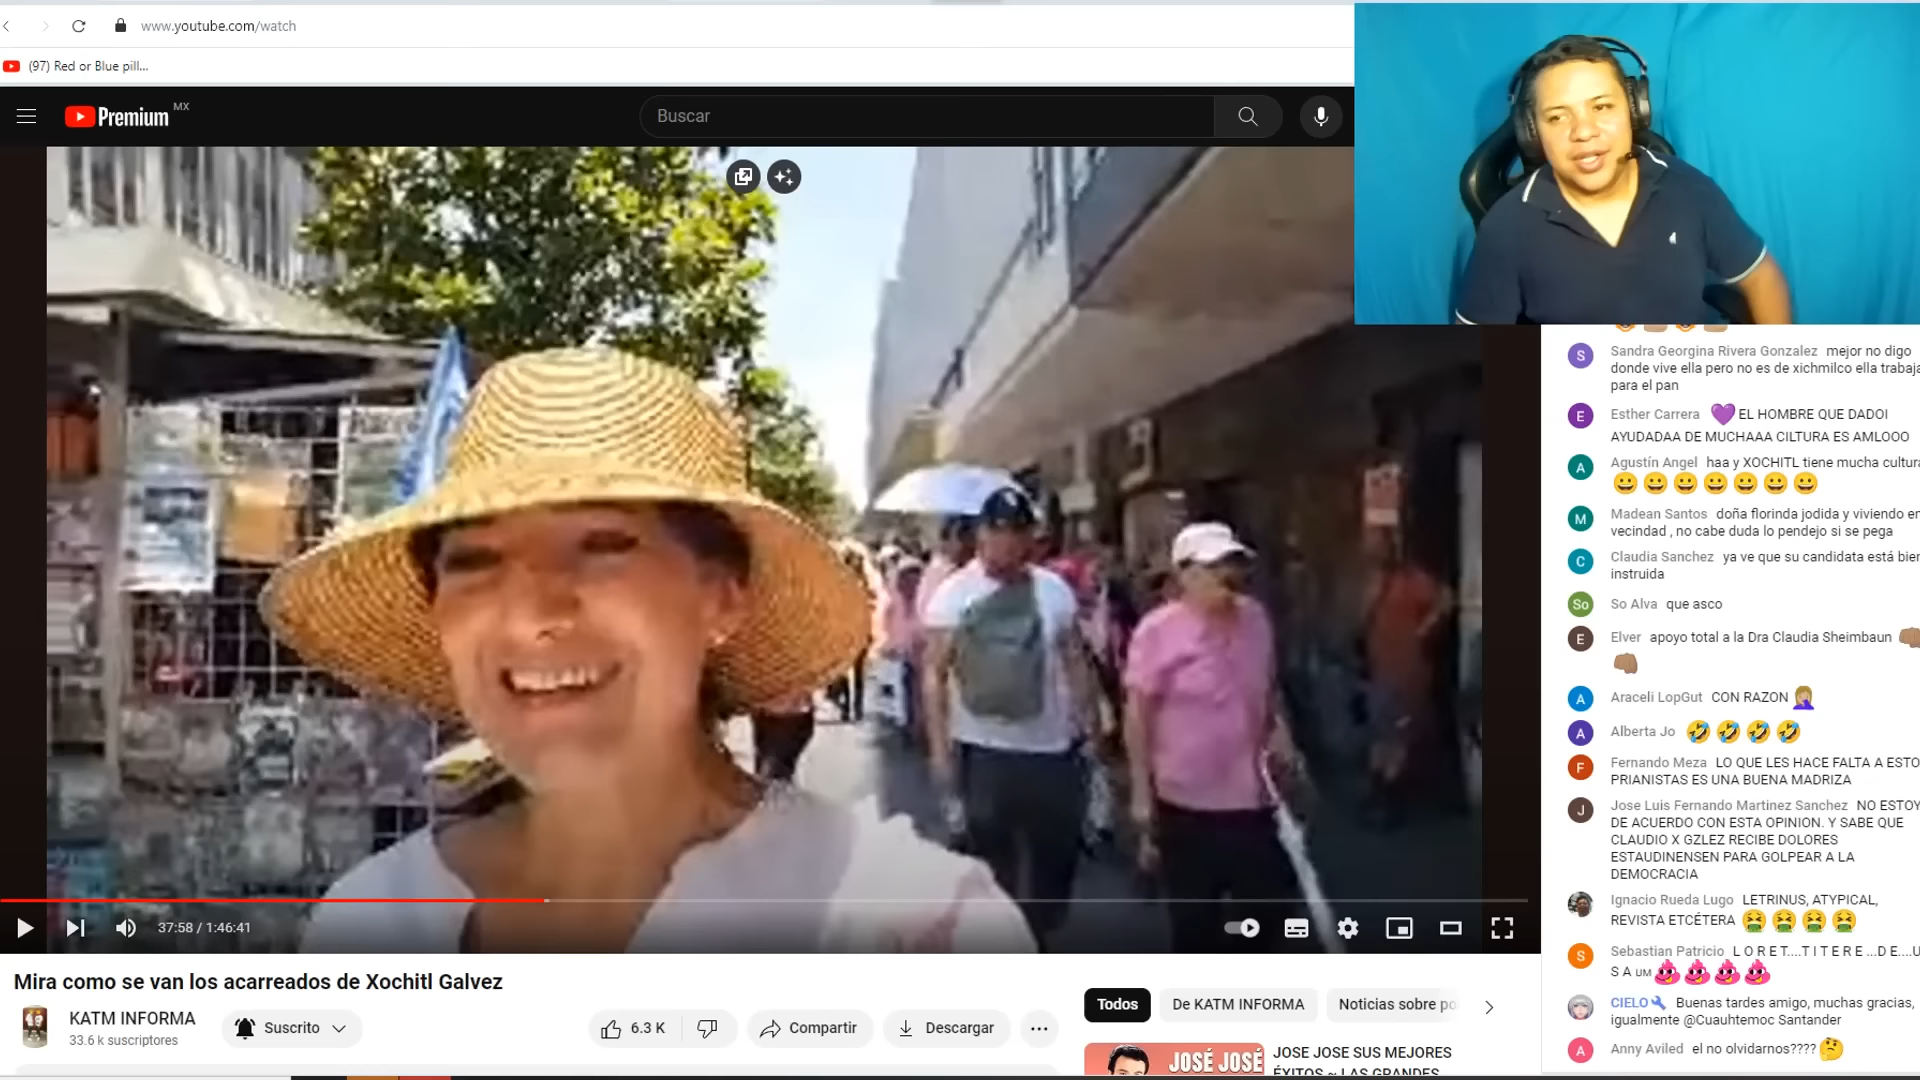 www.youtube.com/watch
(97) Red or Blue pill...
Premium MX
Buscar
Sandra Georgina Rivera Gonzalez mejor no digo
donde vive ella pero no es de xichmilco ella trabaja
para el pan
Esther Carrera EL HOMBRE QUE DADOI
AYUDADAA DE MUCHAAA CILTURA ES AMLOOO
Agustín Angel haa y XOCHITL tiene mucha cultura
Madean Santos doña florinda jodida y viviendo en
vecindad , no cabe duda lo pendejo si se pega
Claudia Sanchez ya ve que su candidata está bien
instruida
So Alva que asco
Elver apoyo total a la Dra Claudia Sheimbaun
Araceli LopGut CON RAZON
Alberta Jo
Fernando Meza LO QUE LES HACE FALTA A ESTO
PRIANISTAS ES UNA BUENA MADRIZA
Jose Luis Fernando Martinez Sanchez NO ESTOY
DE ACUERDO CON ESTA OPINION. Y SABE QUE
CLAUDIO X GZLEZ RECIBE DOLORES
ESTAUDINENSEN PARA GOLPEAR A LA
DEMOCRACIA
Ignacio Rueda Lugo LETRINUS, ATYPICAL,
REVISTA ETCÉTERA
Sebastian Patricio L O R E T....T I T E R E ...D E....U
S A UM
CIELO Buenas tardes amigo, muchas gracias,
igualmente @Cuauhtemoc Santander
Anny Aviled el no olvidarnos????
37:58 / 1:46:41
Mira como se van los acarreados de Xochitl Galvez
KATM INFORMA
33.6 k suscriptores
Suscrito
6.3 K
Compartir
Descargar
Todos
De KATM INFORMA
Noticias sobre po
JOSÉ JOSÉ
JOSE JOSE SUS MEJORES
ÉXITOS ~ LAS GRANDES
S
E
A
M
C
So
E
A
A
F
J
S
A